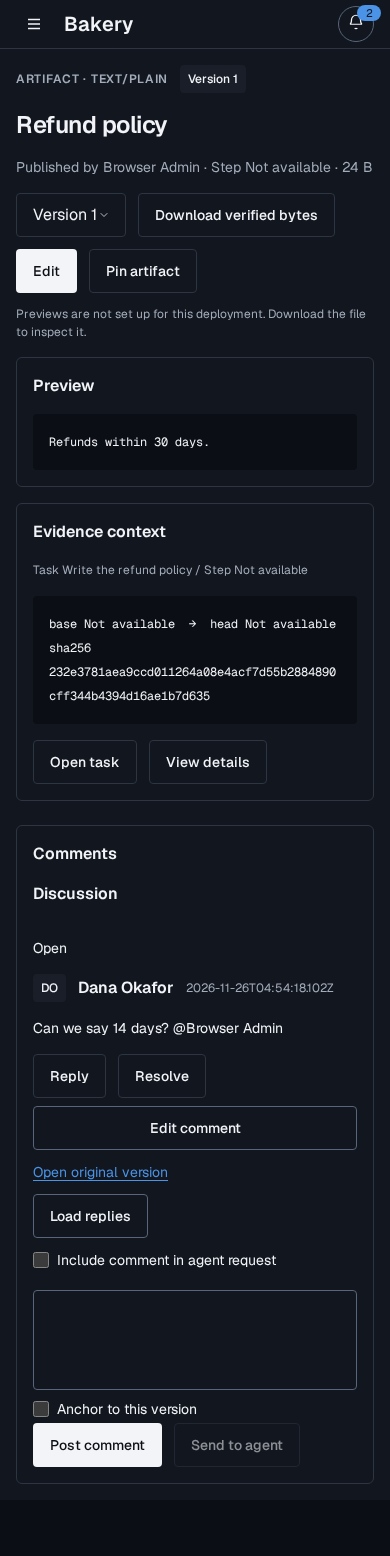 Bakery
2
ARTIFACT · TEXT/PLAIN
Version 1
Refund policy
Published by Browser Admin · Step Not available · 24 B
Version 1
Download verified bytes
Edit
Pin artifact
Previews are not set up for this deployment. Download the file
to inspect it.
Preview
Refunds within 30 days.
Evidence context
Task Write the refund policy / Step Not available
base Not available → head Not available
sha256
232e3781aea9ccd011264a08e4acf7d55b2884890
cff344b4394d16ae1b7d635
Open task
View details
Comments
Discussion
Open
DO
Dana Okafor
2026-11-26T04:54:18.102Z
Can we say 14 days? @Browser Admin
Reply
Resolve
Edit comment
Open original version
Load replies
Include comment in agent request
Anchor to this version
Post comment
Send to agent